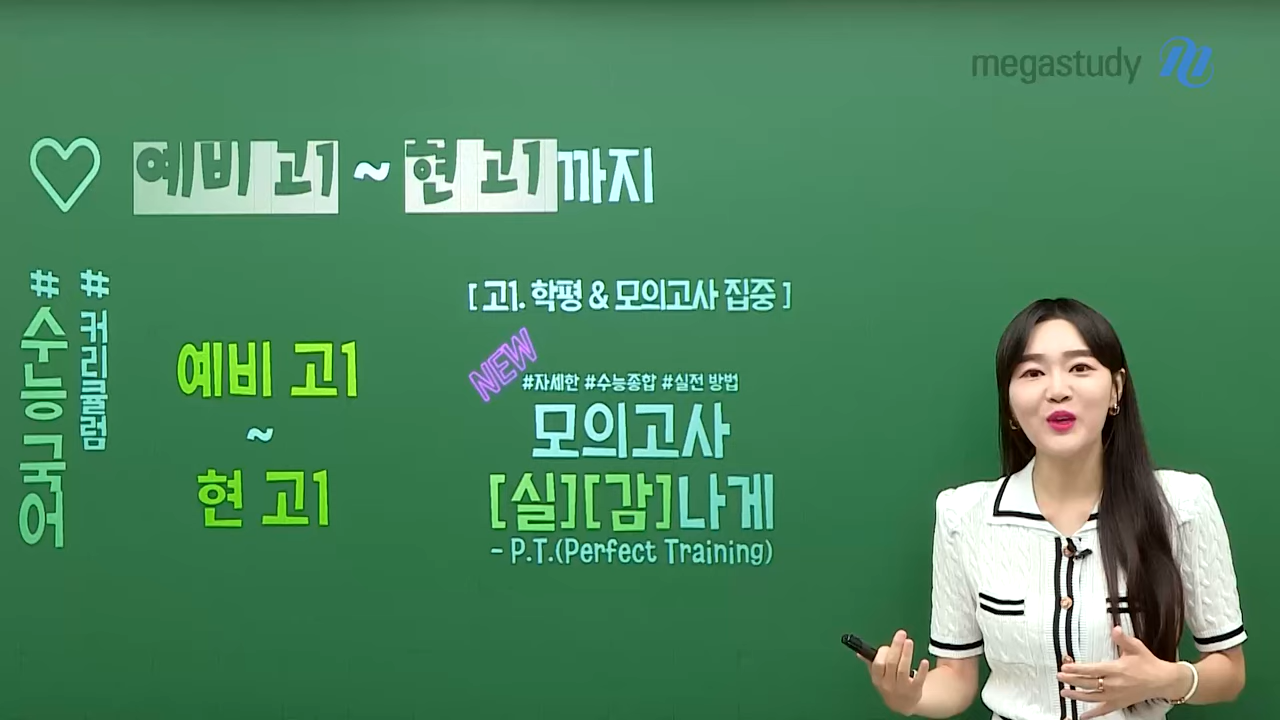 megastudy
♡ 예비 고1 ~ 현 고1까지
#수능국어
#커리큘럼
예비 고1
~
현 고1
[ 고1. 학평 & 모의고사 집중 ]
NEW
#자세한 #수능종합 #실전 방법
모의고사
[실][감]나게
- P.T.(Perfect Training)